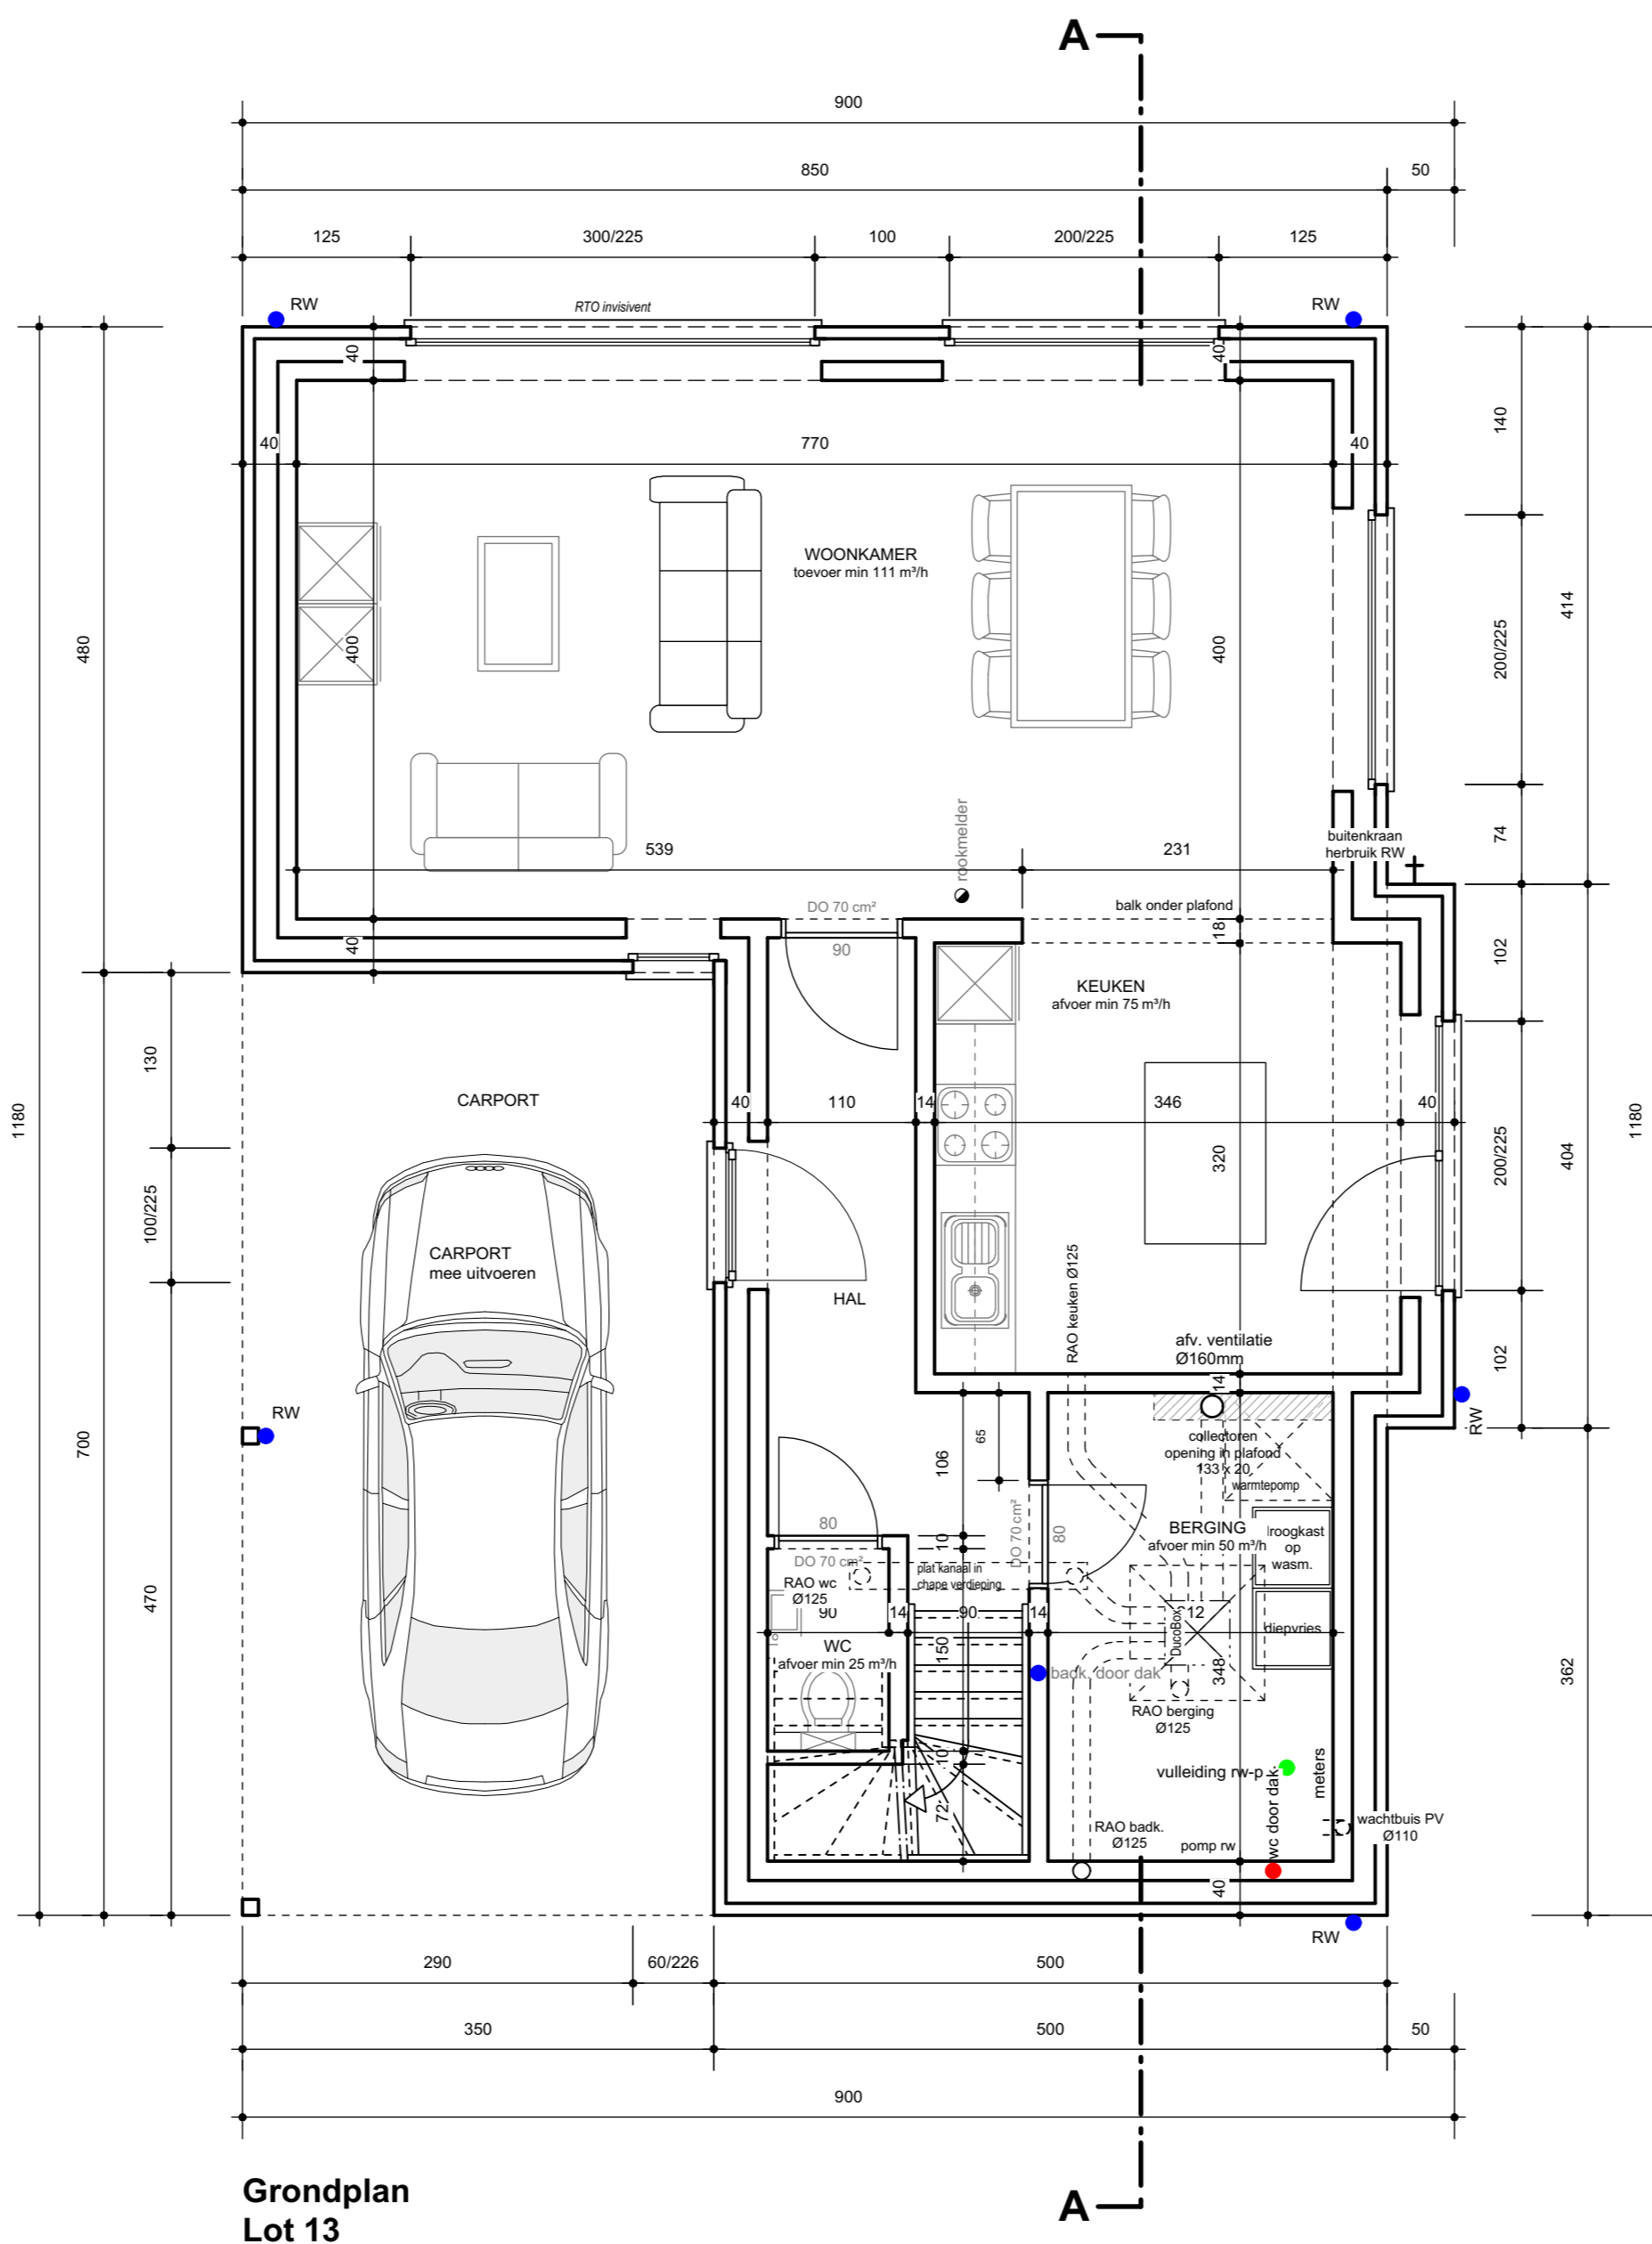 A
900
850
50
125
300/225
100
200/225
125
RW
RTO invisivent
RW
40
40
40
770
40
140
WOONKAMER
toevoer min 111 m³/h
480
400
400
200/225
414
rookmelder
buitenkraan
herbruik RW
74
539
231
DO 70 cm²
balk onder plafond
18
90
40
102
KEUKEN
afvoer min 75 m³/h
130
CARPORT
40
110
14
346
40
1180
1180
320
100/225
200/225
404
CARPORT
mee uitvoeren
HAL
RAO keuken Ø125
afv. ventilatie
Ø160mm
14
102
RW
RW
700
collectoren
opening in plafond
133 x 20
warmtepomp
65
106
80
DO 70 cm²
10
DO 70 cm²
80
BERGING
afvoer min 50 m³/h
droogkast
op
wasm.
plat kanaal in
chape verdieping
RAO wc
Ø125
470
90
14
90
14
212
DucoBox
diepvries
WC
afvoer min 25 m³/h
150
348
badk. door dak
RAO berging
Ø125
362
10
72
vulleiding rw-p
wc door dak
meters
RAO badk.
Ø125
pomp rw
wachtbuis PV
Ø110
40
RW
290
60/226
500
350
500
50
900
Grondplan
Lot 13
A